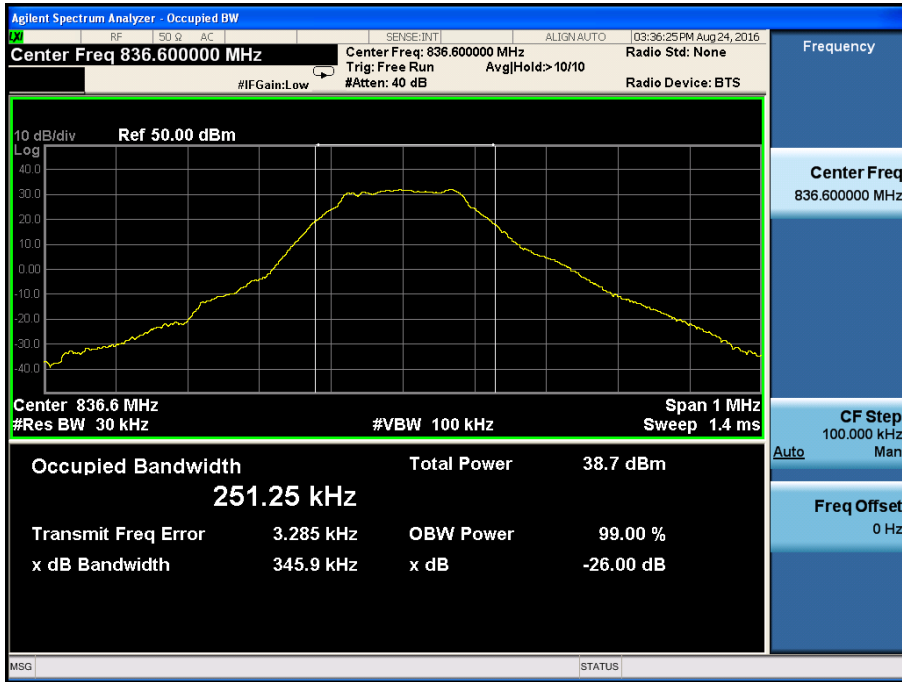 Agilent Spectrum Analyzer - Occupied BW
LXI RF 50 Ω AC SENSE:INT ALIGN AUTO 03:36:25 PM Aug 24, 2016
Center Freq 836.600000 MHz
Center Freq: 836.600000 MHz Radio Std: None
Trig: Free Run Avg|Hold:> 10/10
#IFGain:Low #Atten: 40 dB Radio Device: BTS
10 dB/div Ref 50.00 dBm
Log
40.0
30.0
20.0
10.0
0.00
-10.0
-20.0
-30.0
-40.0
Center 836.6 MHz Span 1 MHz
#Res BW 30 kHz #VBW 100 kHz Sweep 1.4 ms
Occupied Bandwidth Total Power 38.7 dBm
251.25 kHz
Transmit Freq Error 3.285 kHz OBW Power 99.00 %
x dB Bandwidth 345.9 kHz x dB -26.00 dB
MSG STATUS
Frequency
Center Freq
836.600000 MHz
CF Step
100.000 kHz
Auto Man
Freq Offset
0 Hz